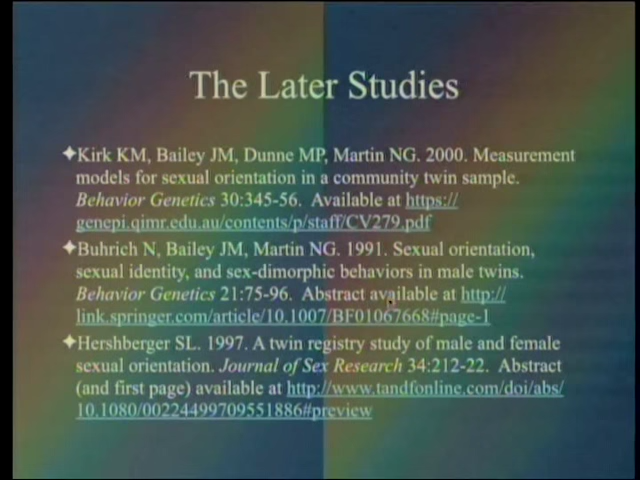 The Later Studies
✦Kirk KM, Bailey JM, Dunne MP, Martin NG. 2000. Measurement
models for sexual orientation in a community twin sample.
Behavior Genetics 30:345-56.  Available at https://
genepi.qimr.edu.au/contents/p/staff/CV279.pdf
✦Buhrich N, Bailey JM, Martin NG. 1991. Sexual orientation,
sexual identity, and sex-dimorphic behaviors in male twins.
Behavior Genetics 21:75-96.  Abstract available at http://
link.springer.com/article/10.1007/BF01067668#page-1
✦Hershberger SL. 1997. A twin registry study of male and female
sexual orientation. Journal of Sex Research 34:212-22.  Abstract
(and first page) available at http://www.tandfonline.com/doi/abs/
10.1080/00224499709551886#preview